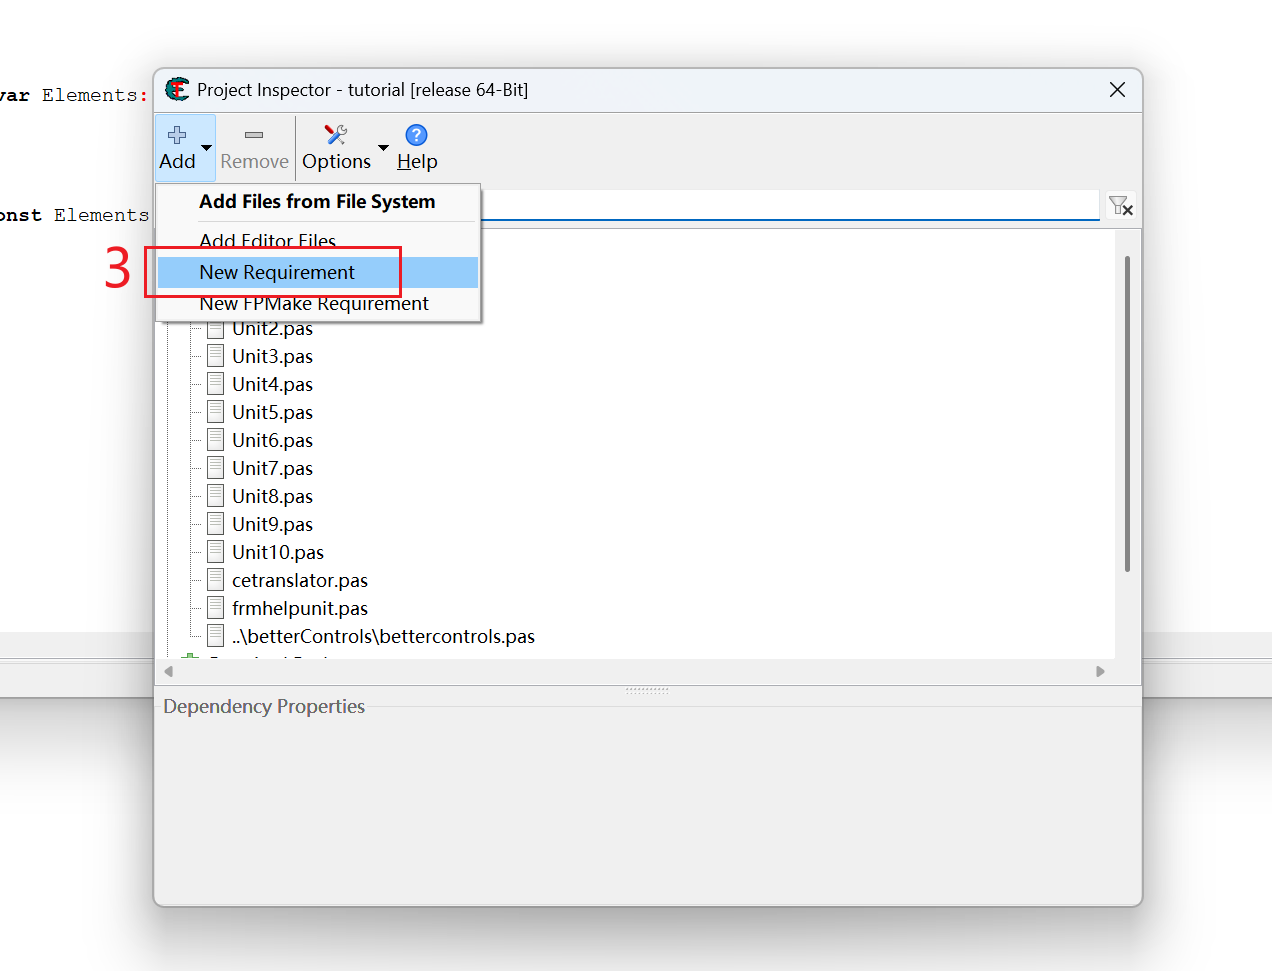 Project Inspector - tutorial [release 64-Bit]
var Elements:
Add Remove Options Help
Add Files from File System
const Elements
Add Editor Files
3
New Requirement
New FPMake Requirement
Unit2.pas
Unit3.pas
Unit4.pas
Unit5.pas
Unit6.pas
Unit7.pas
Unit8.pas
Unit9.pas
Unit10.pas
cetranslator.pas
frmhelpunit.pas
..\betterControls\bettercontrols.pas
Dependency Properties